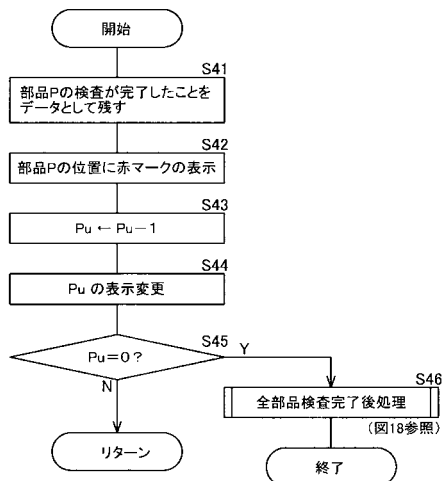 開始
S41
部品Pの検査が完了したことを
データとして残す
S42
部品Pの位置に赤マークの表示
S43
Pu ← Pu－1
S44
Pu の表示変更
S45
Pu＝0？
Y
N
S46
全部品検査完了後処理
(図18参照)
リターン
終了